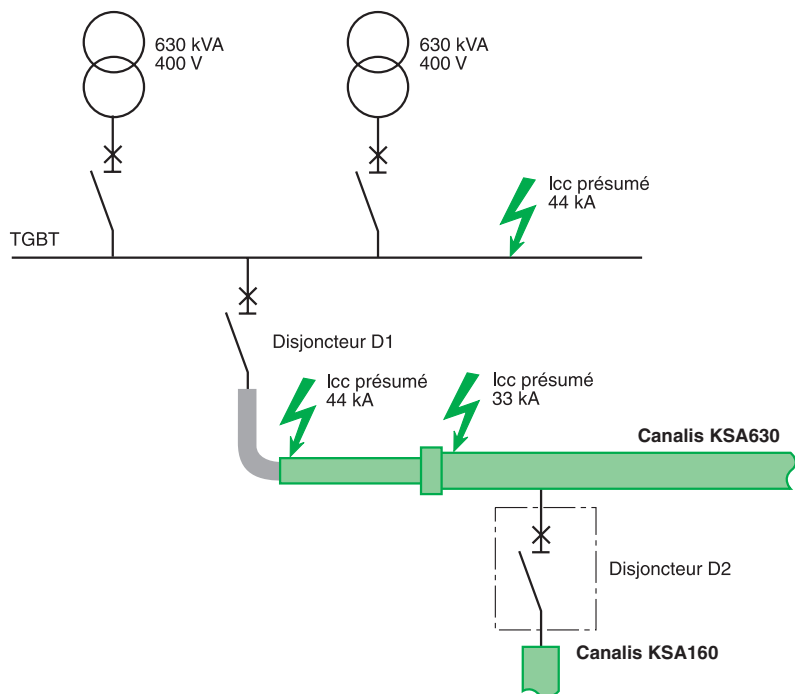 630 kVA
400 V
630 kVA
400 V
Icc présumé
44 kA
TGBT
Disjoncteur D1
Icc présumé
44 kA
Icc présumé
33 kA
Canalis KSA630
Disjoncteur D2
Canalis KSA160